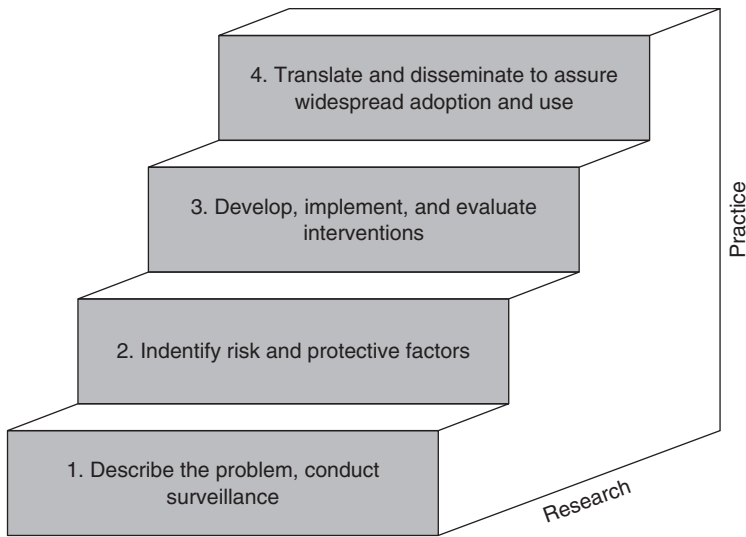 4. Translate and disseminate to assure
widespread adoption and use
3. Develop, implement, and evaluate
interventions
2. Indentify risk and protective factors
1. Describe the problem, conduct
surveillance
Practice
Research